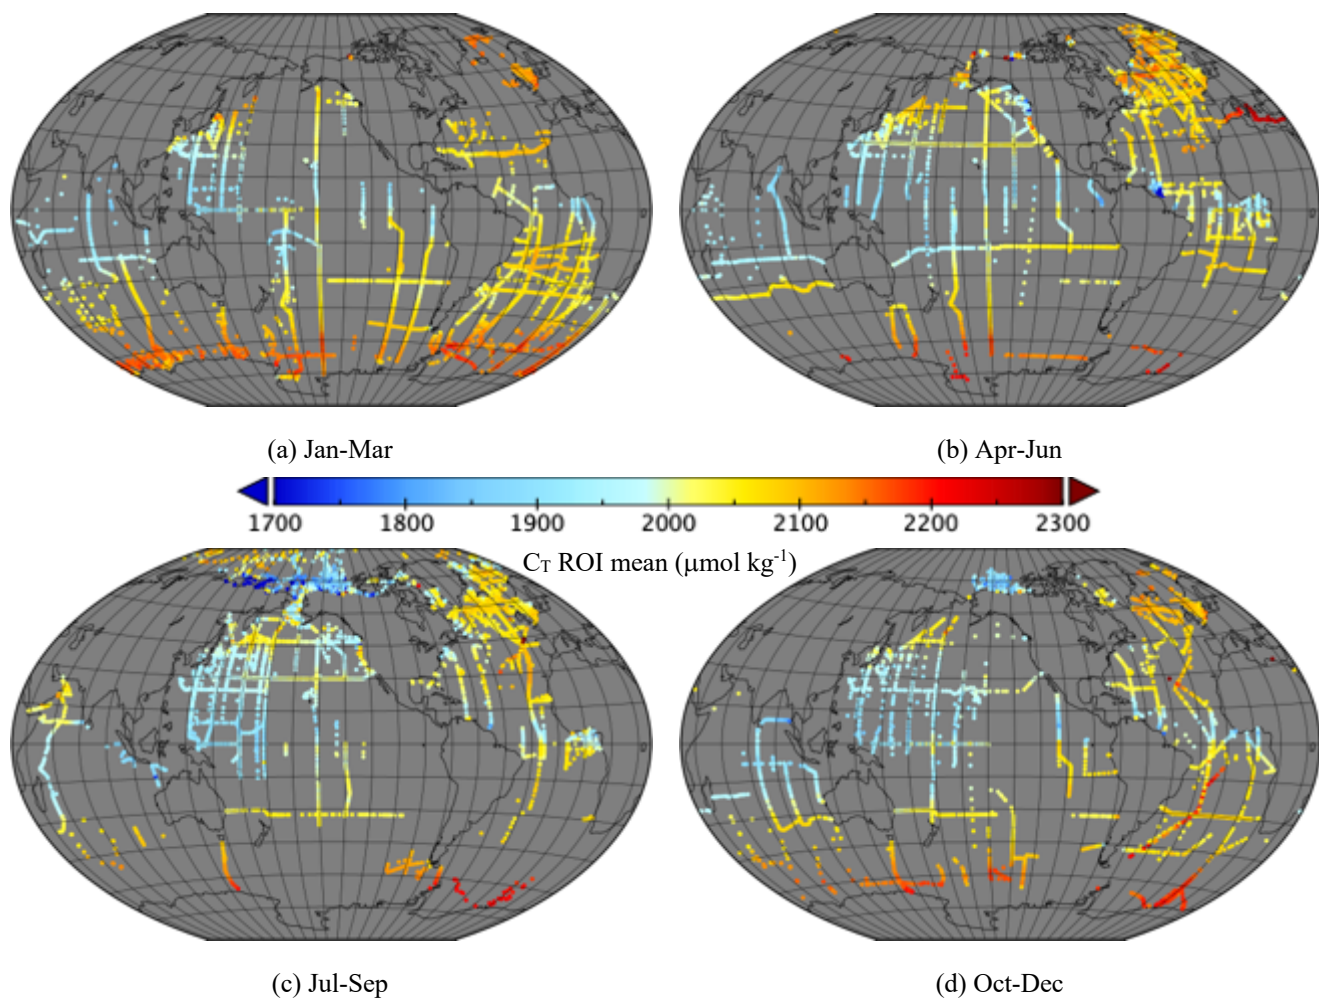 (a) Jan-Mar
(b) Apr-Jun
1700 1800 1900 2000 2100 2200 2300
CT ROI mean (μmol kg-1)
(c) Jul-Sep
(d) Oct-Dec